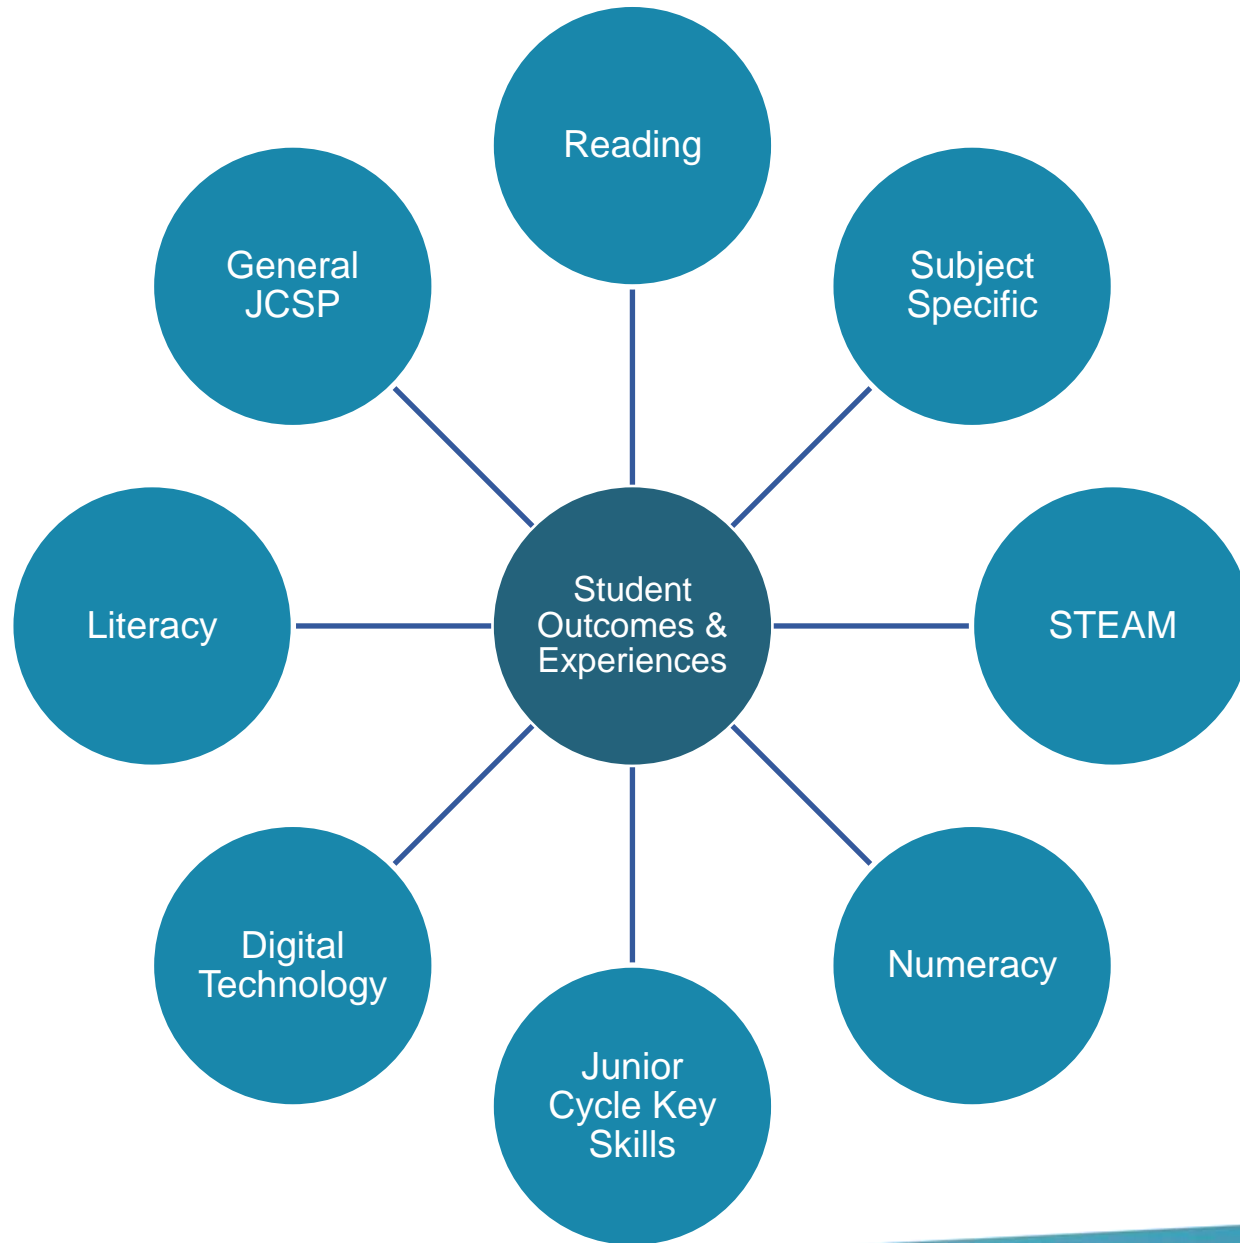 Reading
General
JCSP
Subject
Specific
Literacy
Student
Outcomes &
Experiences
STEAM
Digital
Technology
Numeracy
Junior
Cycle Key
Skills